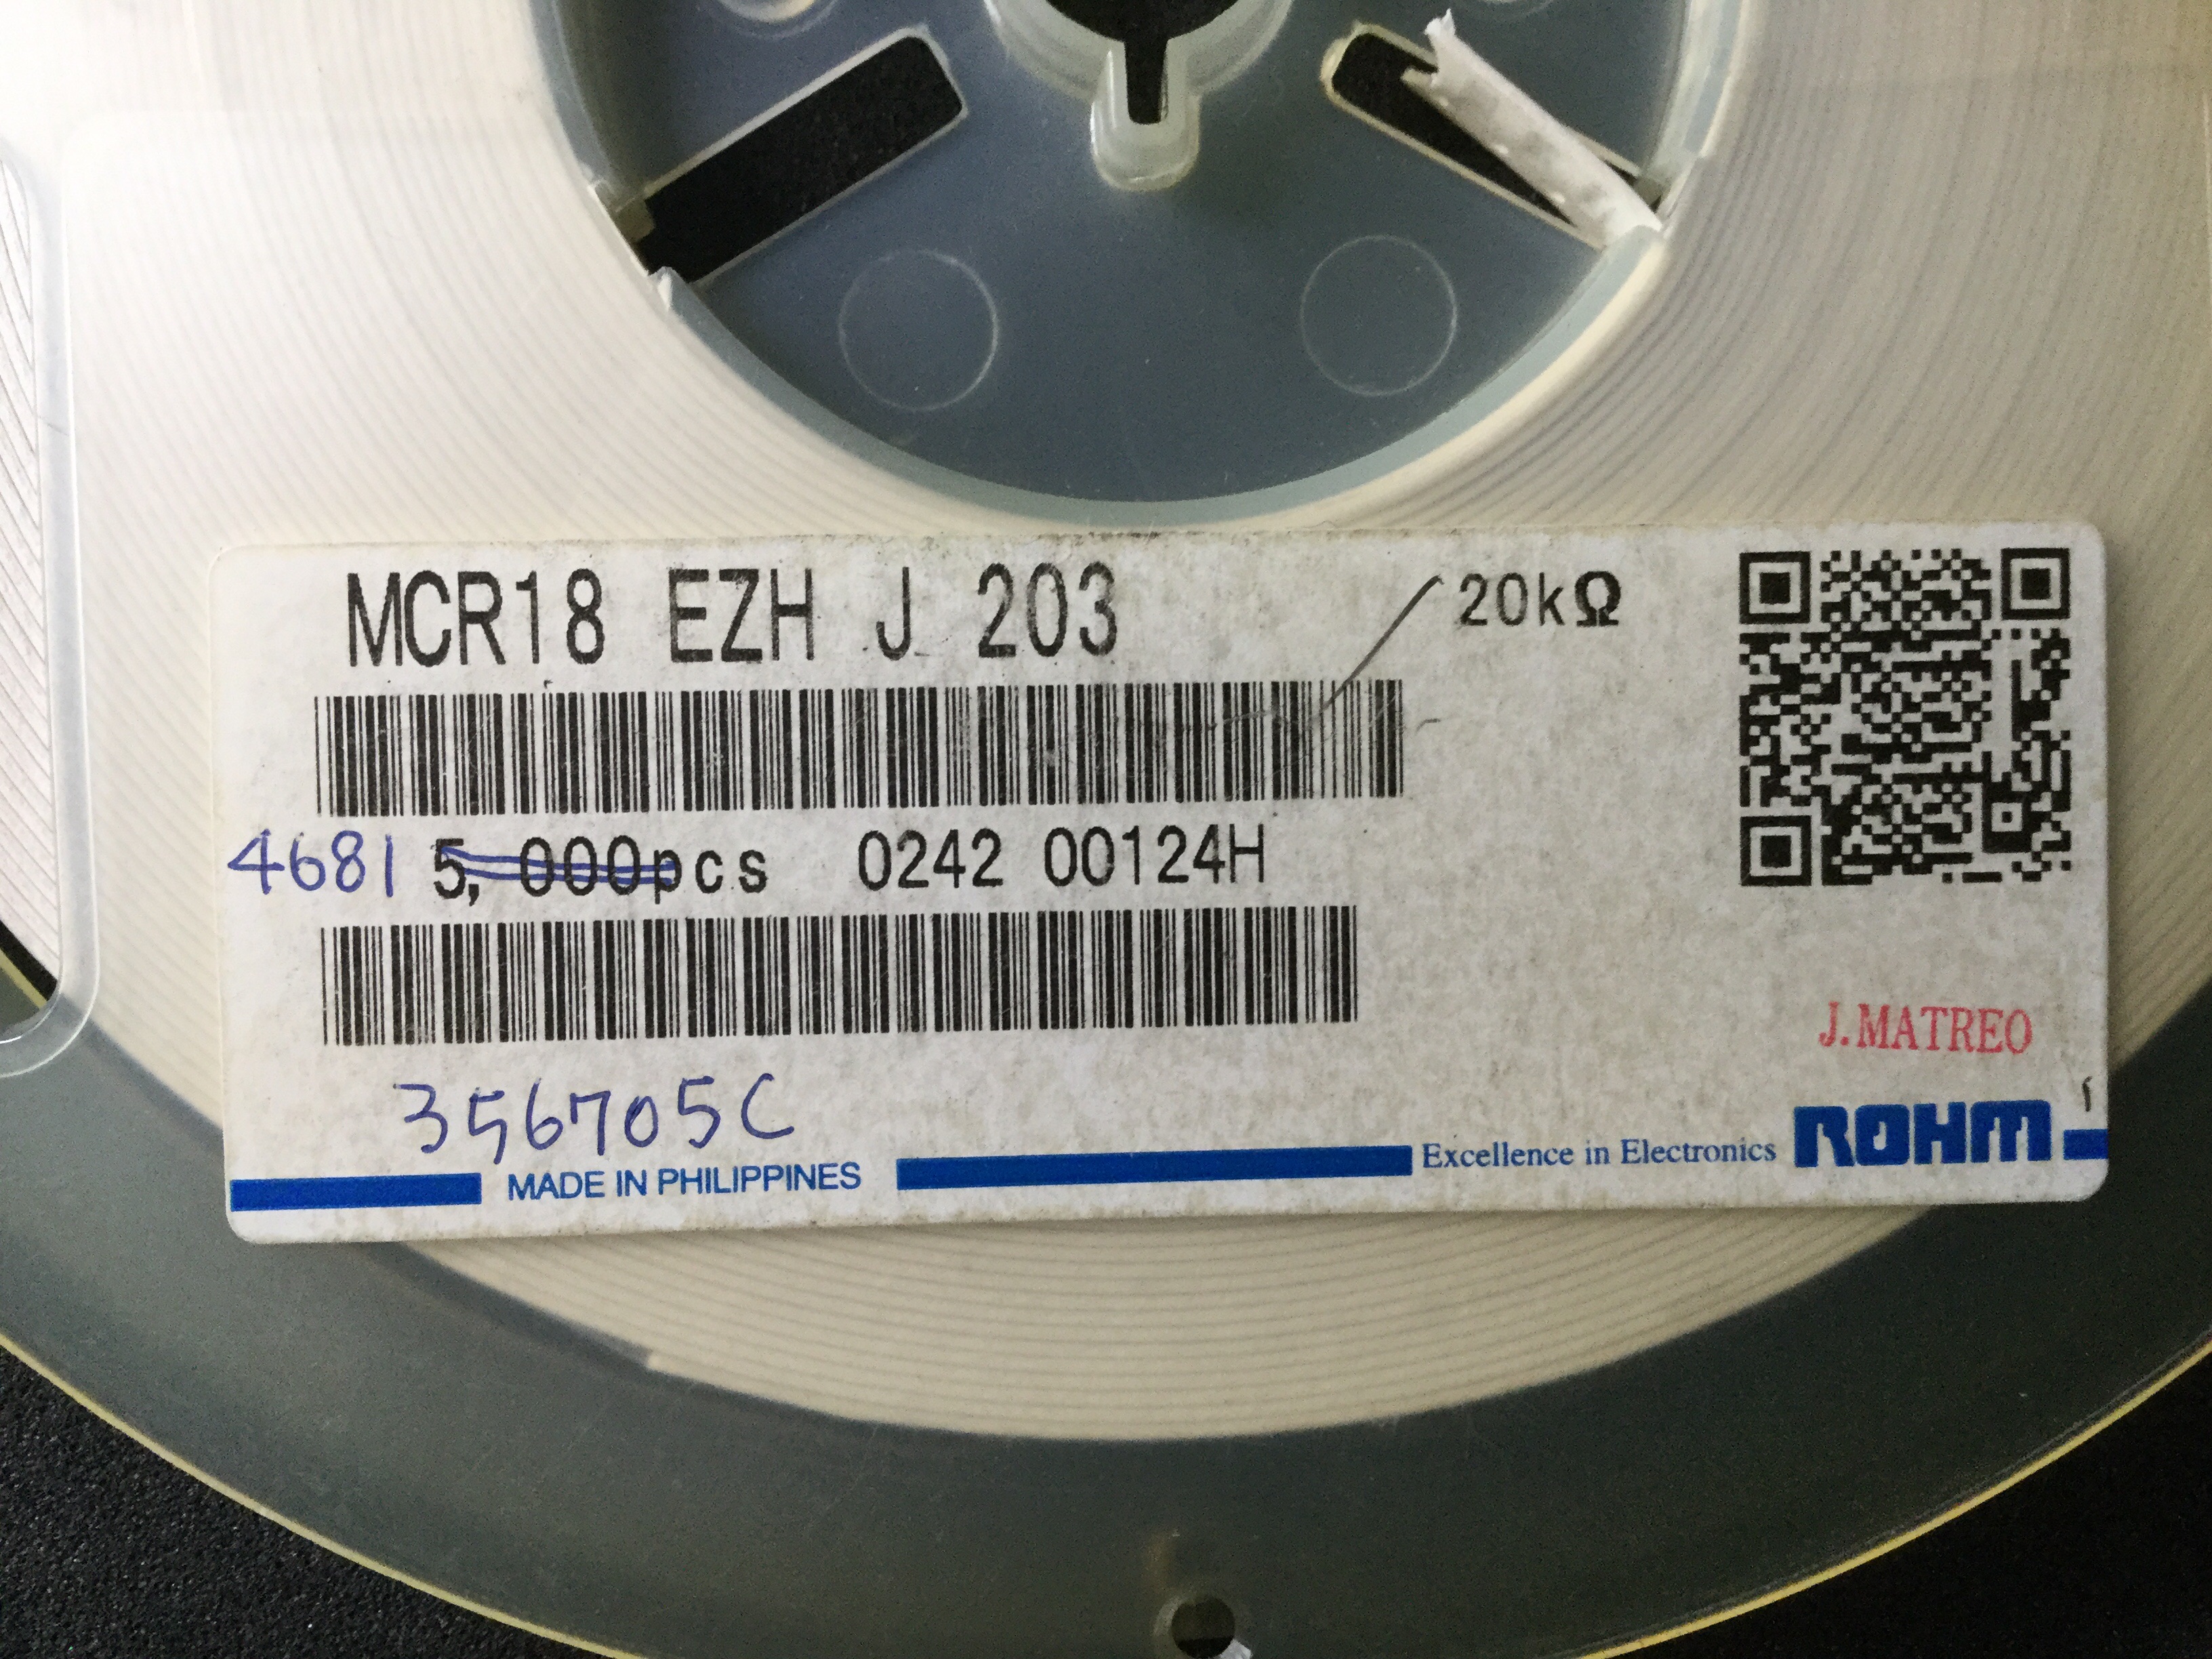 MCR18 EZH J 203
20kΩ
4681 5,000pcs 0242 00124H
J.MATREO
356705C
MADE IN PHILIPPINES
Excellence in Electronics
ROHM